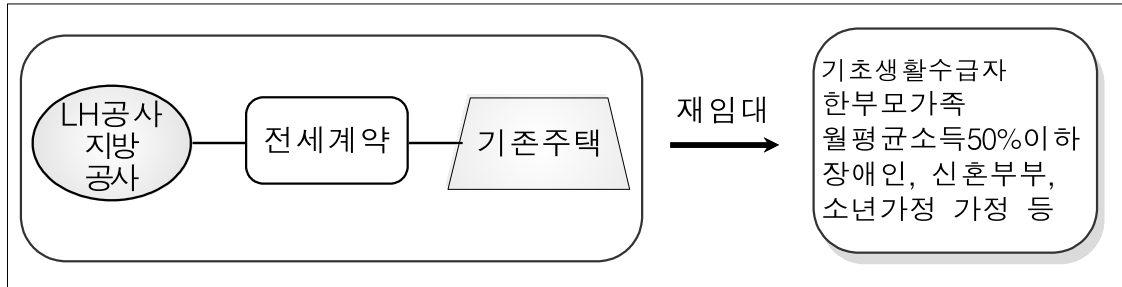 LH공사
지방
공사
전세계약
기존주택
재임대
기초생활수급자
한부모가족
월평균소득50%이하
장애인, 신혼부부,
소년가정 가정 등